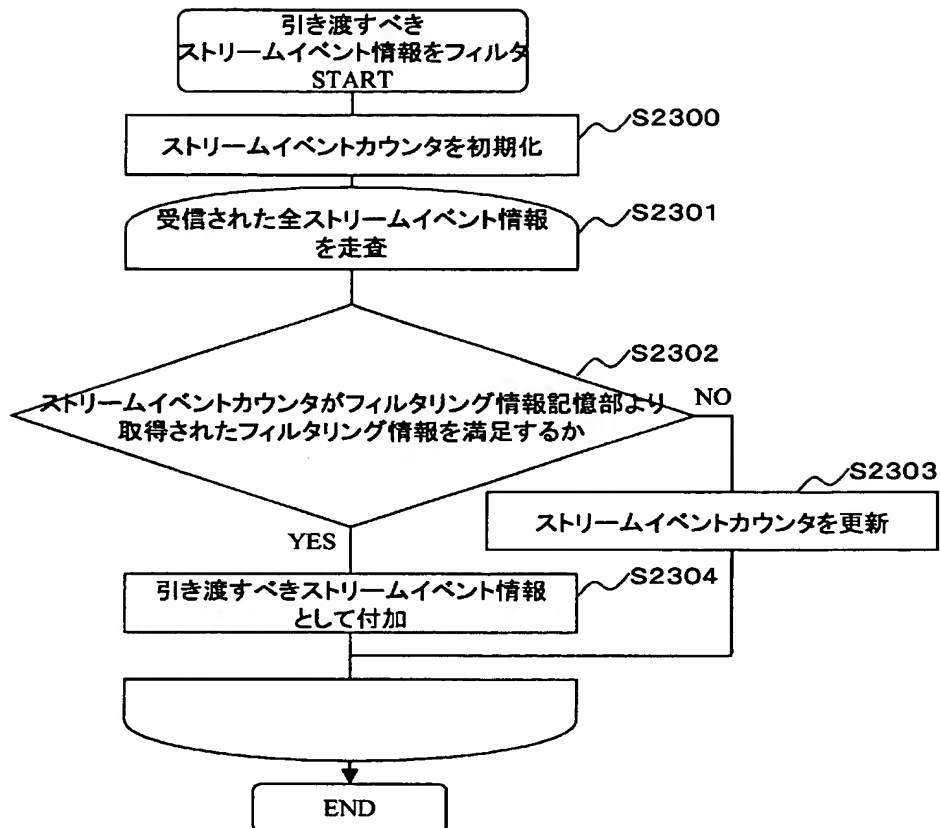 引き渡すべき
ストリームイベント情報をフィルタ
START
S2300
ストリームイベントカウンタを初期化
S2301
受信された全ストリームイベント情報
を走査
S2302
ストリームイベントカウンタがフィルタリング情報記憶部より
取得されたフィルタリング情報を満足するか
NO
S2303
ストリームイベントカウンタを更新
YES
S2304
引き渡すべきストリームイベント情報
として付加
END